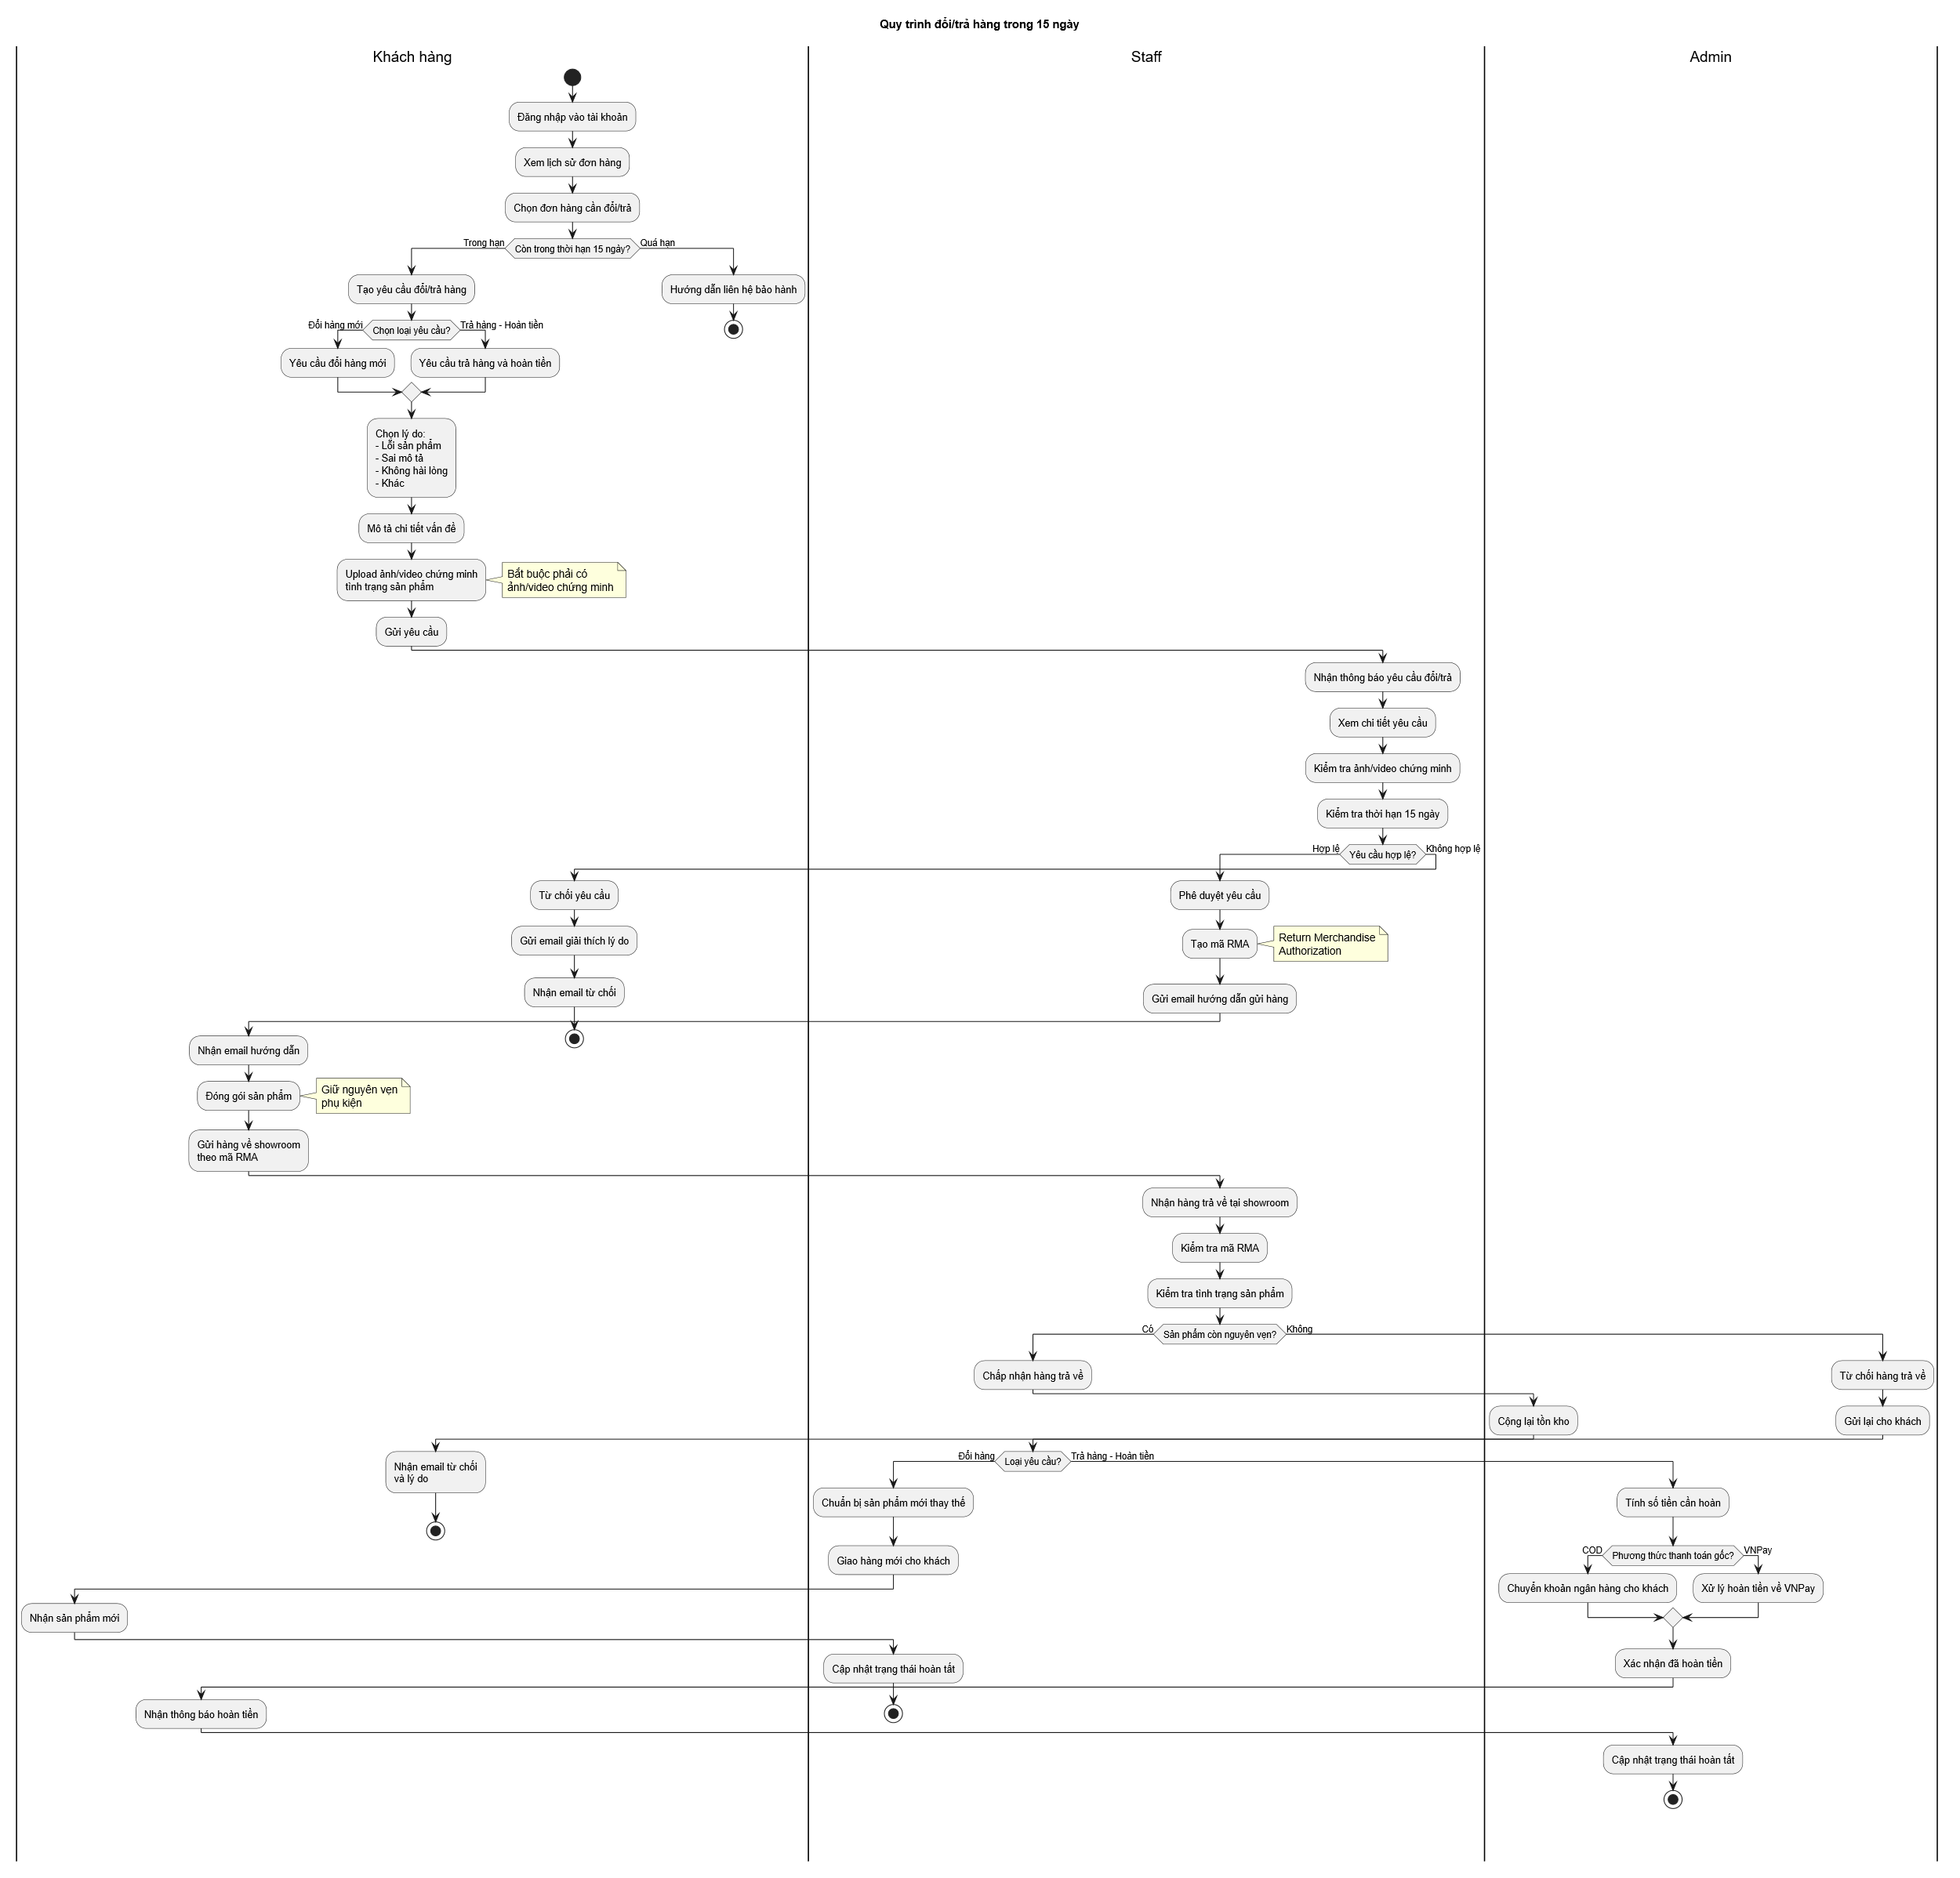 Quy trình đổi/trả hàng trong 15 ngày
Khách hàng
Staff
Admin
Đăng nhập vào tài khoản
Xem lịch sử đơn hàng
Chọn đơn hàng cần đổi/trả
Trong hạn
Còn trong thời hạn 15 ngày?
Quá hạn
Tạo yêu cầu đổi/trả hàng
Hướng dẫn liên hệ bảo hành
Đổi hàng mới
Chọn loại yêu cầu?
Trả hàng - Hoàn tiền
Yêu cầu đổi hàng mới
Yêu cầu trả hàng và hoàn tiền
Chọn lý do:
- Lỗi sản phẩm
- Sai mô tả
- Không hài lòng
- Khác
Mô tả chi tiết vấn đề
Upload ảnh/video chứng minh
tình trạng sản phẩm
Bắt buộc phải có
ảnh/video chứng minh
Gửi yêu cầu
Nhận thông báo yêu cầu đổi/trả
Xem chi tiết yêu cầu
Kiểm tra ảnh/video chứng minh
Kiểm tra thời hạn 15 ngày
Hợp lệ
Yêu cầu hợp lệ?
Không hợp lệ
Từ chối yêu cầu
Phê duyệt yêu cầu
Gửi email giải thích lý do
Tạo mã RMA
Return Merchandise
Authorization
Nhận email từ chối
Gửi email hướng dẫn gửi hàng
Nhận email hướng dẫn
Đóng gói sản phẩm
Giữ nguyên vẹn
phụ kiện
Gửi hàng về showroom
theo mã RMA
Nhận hàng trả về tại showroom
Kiểm tra mã RMA
Kiểm tra tình trạng sản phẩm
Có
Sản phẩm còn nguyên vẹn?
Không
Chấp nhận hàng trả về
Từ chối hàng trả về
Cộng lại tồn kho
Gửi lại cho khách
Nhận email từ chối
và lý do
Đổi hàng
Loại yêu cầu?
Trả hàng - Hoàn tiền
Chuẩn bị sản phẩm mới thay thế
Tính số tiền cần hoàn
Giao hàng mới cho khách
COD
Phương thức thanh toán gốc?
VNPay
Chuyển khoản ngân hàng cho khách
Xử lý hoàn tiền về VNPay
Nhận sản phẩm mới
Cập nhật trạng thái hoàn tất
Xác nhận đã hoàn tiền
Nhận thông báo hoàn tiền
Cập nhật trạng thái hoàn tất